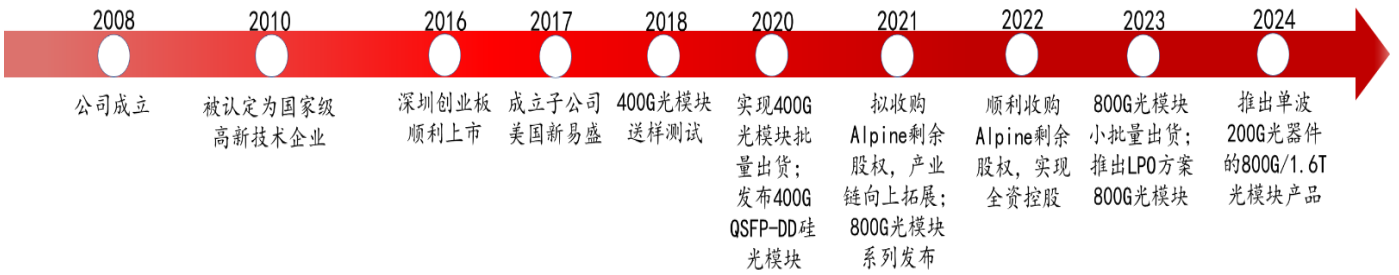 2008
公司成立
2010
被认定为国家级
高新技术企业
2016
深圳创业板
顺利上市
2017
成立子公司
美国新易盛
2018
400G光模块
送样测试
2020
实现400G
光模块批
量出货；
发布400G
QSFP-DD硅
光模块
2021
拟收购
Alpine剩余
股权，产业
链向上拓展；
800G光模块
系列发布
2022
顺利收购
Alpine剩余
股权，实现
全资控股
2023
800G光模块
小批量出货；
推出LPO方案
800G光模块
2024
推出单波
200G光器件
的800G/1.6T
光模块产品